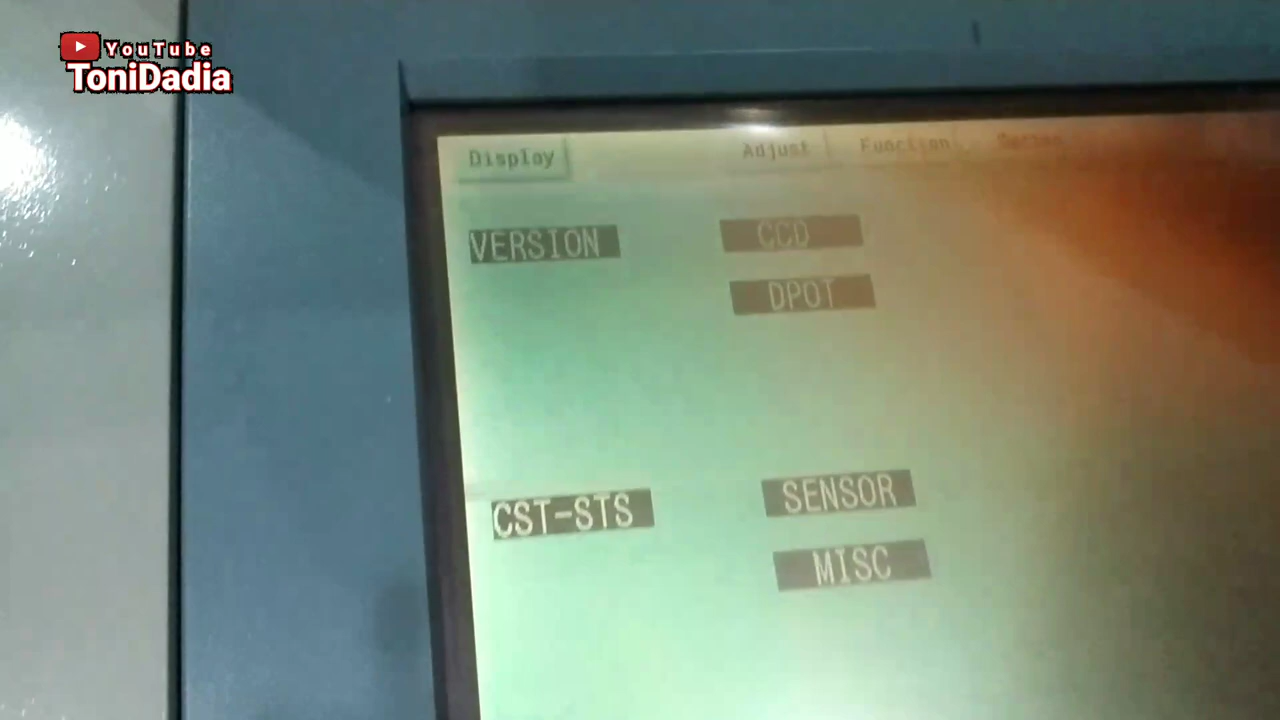 YouTube
ToniDadia
Display Adjust Function
VERSION CCD
DPOT
CST-STS SENSOR
MISC